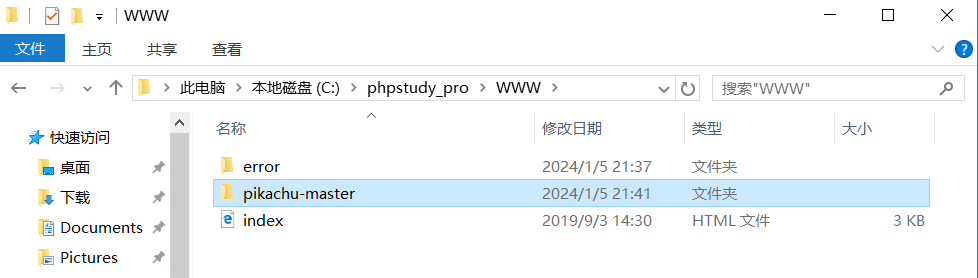 WWW
文件 主页 共享 查看
此电脑 本地磁盘 (C:) phpstudy_pro WWW 搜索"WWW"
快速访问 名称 修改日期 类型 大小
桌面 error 2024/1/5 21:37 文件夹
下载 pikachu-master 2024/1/5 21:41 文件夹
Documents index 2019/9/3 14:30 HTML 文件 3 KB
Pictures